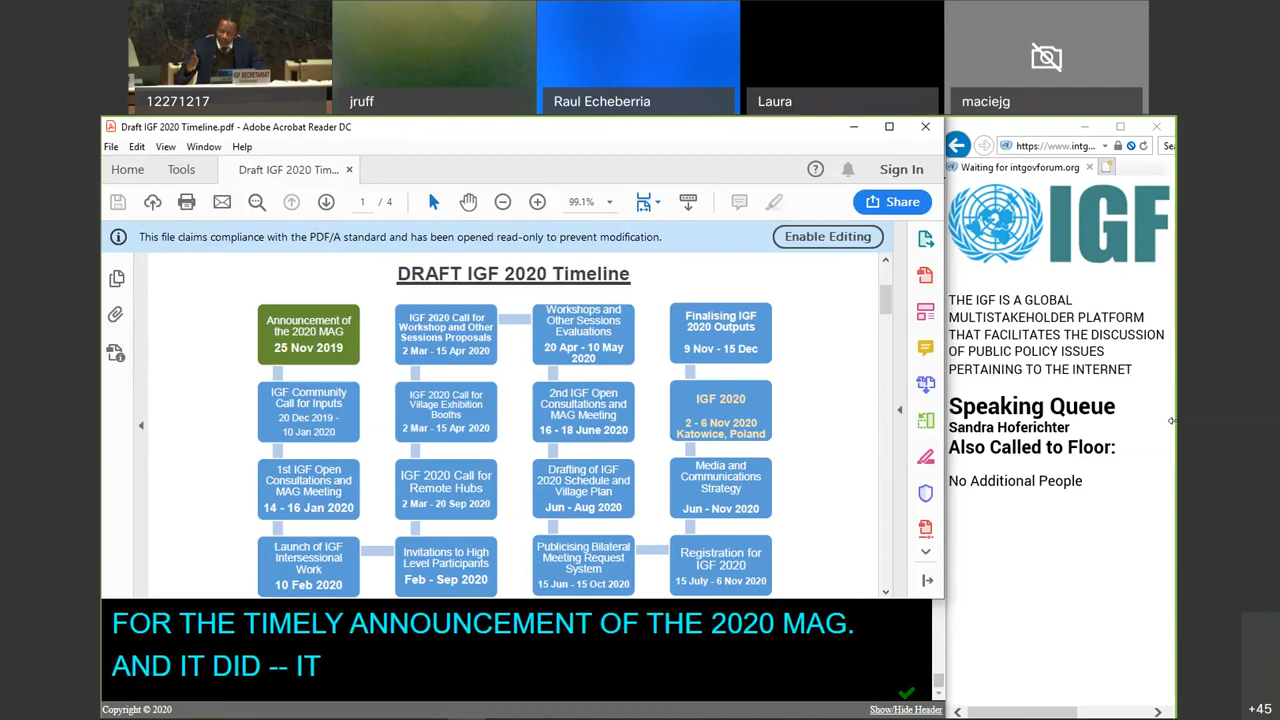 IGF SECRETARIAT
12271217
jruff
Raul Echeberria
Laura
maciejg
Draft IGF 2020 Timeline.pdf - Adobe Acrobat Reader DC
File Edit View Window Help
Home Tools Draft IGF 2020 Tim... × Sign In
1 / 4 99.1% Share
This file claims compliance with the PDF/A standard and has been opened read-only to prevent modification. Enable Editing
DRAFT IGF 2020 Timeline
Announcement of
the 2020 MAG
25 Nov 2019
IGF Community
Call for Inputs
20 Dec 2019 -
10 Jan 2020
1st IGF Open
Consultations and
MAG Meeting
14 - 16 Jan 2020
Launch of IGF
Intersessional
Work
10 Feb 2020
IGF 2020 Call for
Workshop and Other
Sessions Proposals
2 Mar - 15 Apr 2020
IGF 2020 Call for
Village Exhibition
Booths
2 Mar - 15 Apr 2020
IGF 2020 Call for
Remote Hubs
2 Mar - 20 Sep 2020
Invitations to High
Level Participants
Feb - Sep 2020
Workshops and
Other Sessions
Evaluations
20 Apr - 10 May
2020
2nd IGF Open
Consultations and
MAG Meeting
16 - 18 June 2020
Drafting of IGF
2020 Schedule and
Village Plan
Jun - Aug 2020
Publicising Bilateral
Meeting Request
System
15 Jun - 15 Oct 2020
Finalising IGF
2020 Outputs
9 Nov - 15 Dec
IGF 2020
2 - 6 Nov 2020
Katowice, Poland
Media and
Communications
Strategy
Jun - Nov 2020
Registration for
IGF 2020
15 July - 6 Nov 2020
https://www.intg...
Sea
Waiting for intgovforum.org
IGF
THE IGF IS A GLOBAL
MULTISTAKEHOLDER PLATFORM
THAT FACILITATES THE DISCUSSION
OF PUBLIC POLICY ISSUES
PERTAINING TO THE INTERNET
Speaking Queue
Sandra Hoferichter
Also Called to Floor:
No Additional People
FOR THE TIMELY ANNOUNCEMENT OF THE 2020 MAG.
AND IT DID -- IT
Copyright © 2020 Show/Hide Header
+45